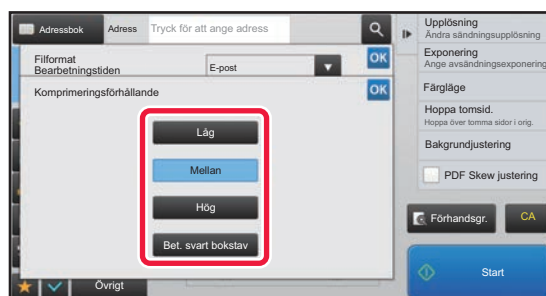 Adressbok
Adress
Tryck för att ange adress
Filformat
Bearbetningstiden
E-post
OK
Komprimeringsförhållande
OK
Låg
Mellan
Hög
Bet. svart bokstav
Övrigt
Upplösning
Ändra sändningsupplösning
Exponering
Ange avsändningsexponering
Färgläge
Hoppa tomsid.
Hoppa över tomma sidor i orig.
Bakgrundjustering
PDF Skew justering
Förhandsgr.
CA
Start